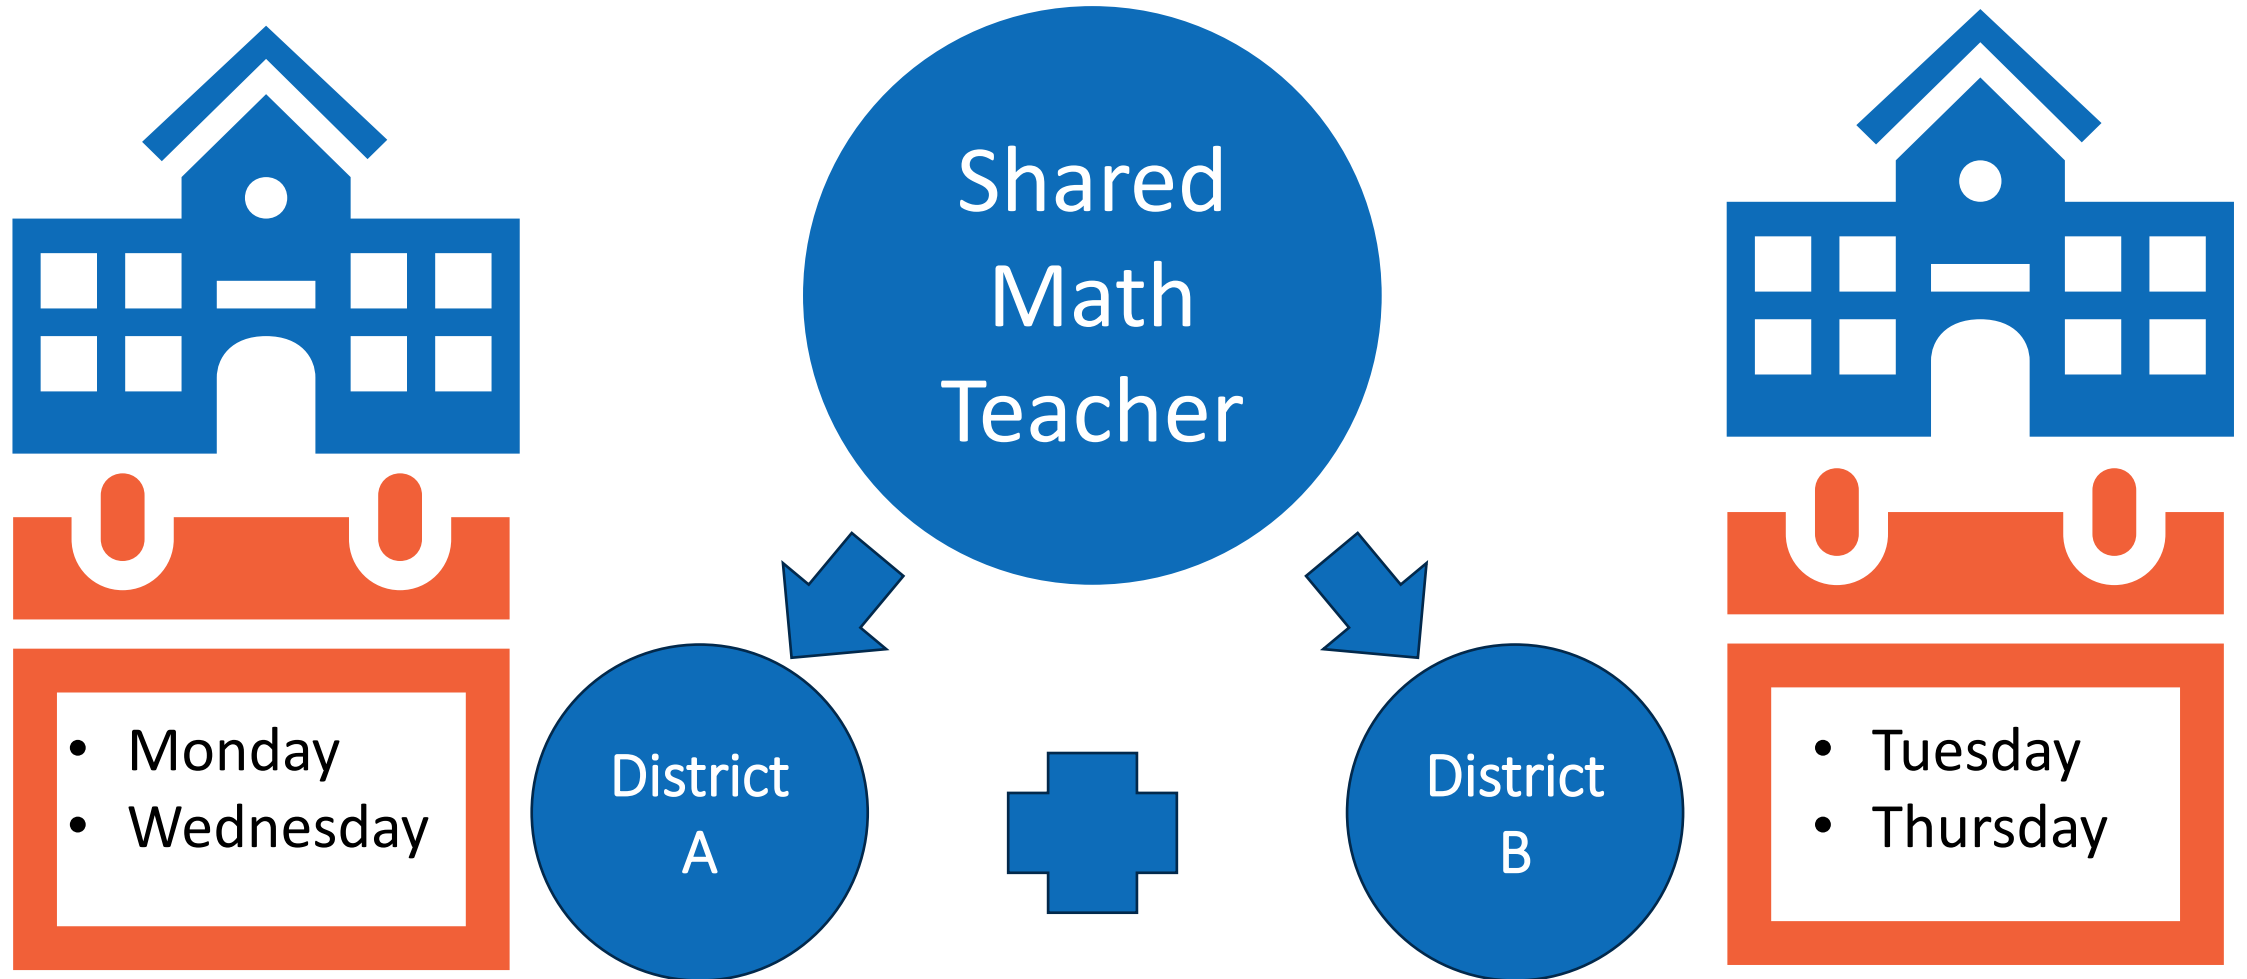 Shared
Math
Teacher
• Monday
• Wednesday
District
A
District
B
• Tuesday
• Thursday